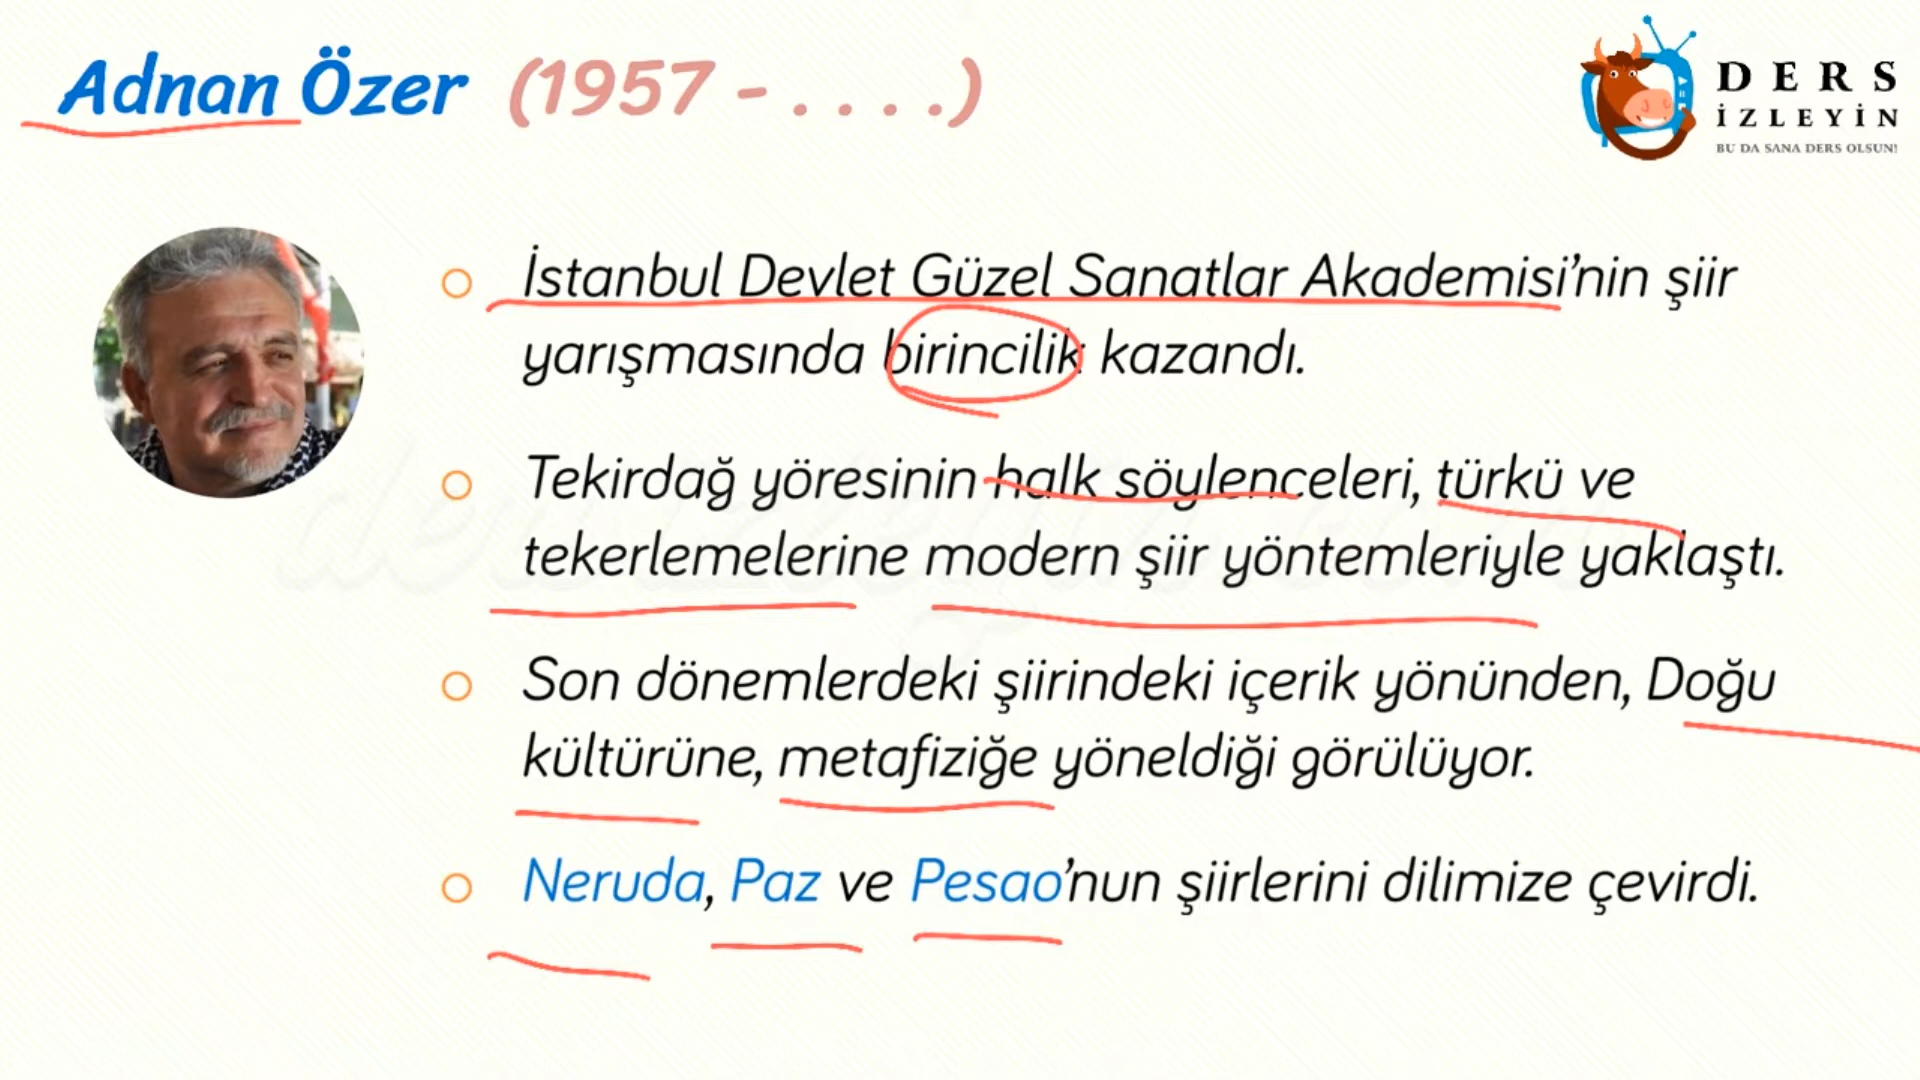 Adnan Özer (1957 - . . . .)
DERS
İZLEYİN
BU DA SANA DERS OLSUN!
İstanbul Devlet Güzel Sanatlar Akademisi’nin şiir
yarışmasında birincilik kazandı.
Tekirdağ yöresinin halk söylenceleri, türkü ve
tekerlemelerine modern şiir yöntemleriyle yaklaştı.
Son dönemlerdeki şiirindeki içerik yönünden, Doğu
kültürüne, metafiziğe yöneldiği görülüyor.
Neruda, Paz ve Pesao’nun şiirlerini dilimize çevirdi.